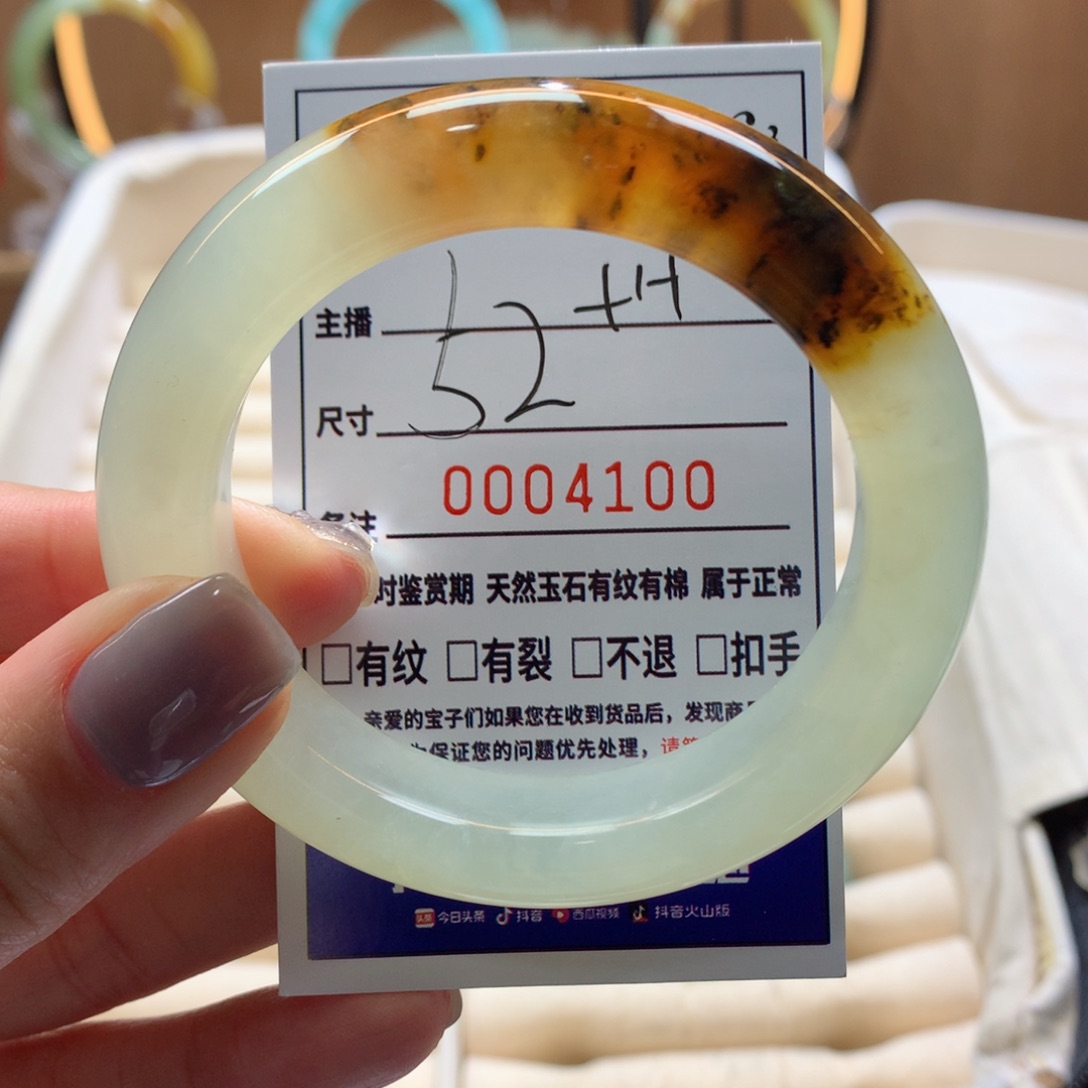 主播
52+H
尺寸
0004100
备注
时鉴赏期 天然玉石有纹有棉 属于正常
□有纹 □有裂 □不退 □扣手
亲爱的宝子们如果您在收到货品后，发现商
保证您的问题优先处理，请
今日头条 抖音 西瓜视频 抖音火山版